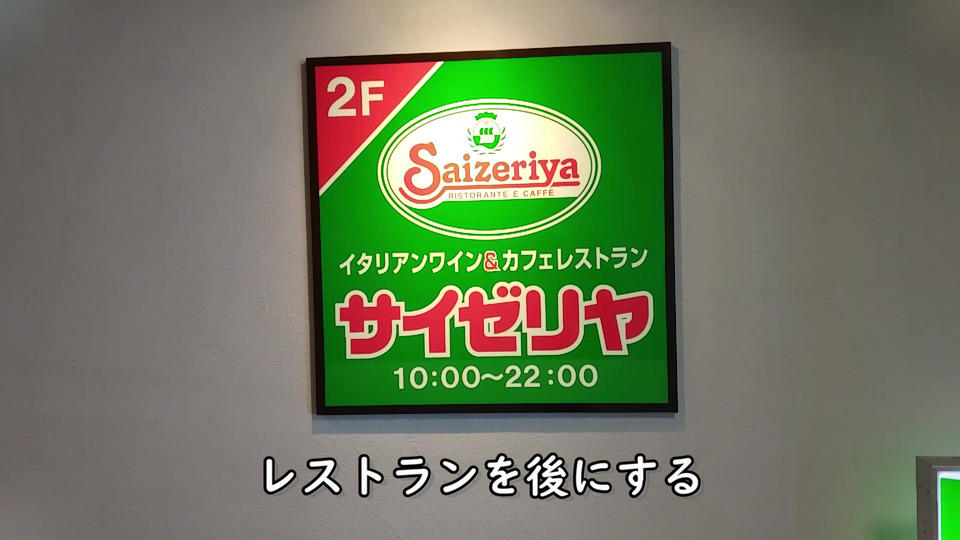 2F
Saizeriya
RISTORANTE E CAFFÈ
イタリアンワイン&カフェレストラン
サイゼリヤ
10:00～22:00
レストランを後にする